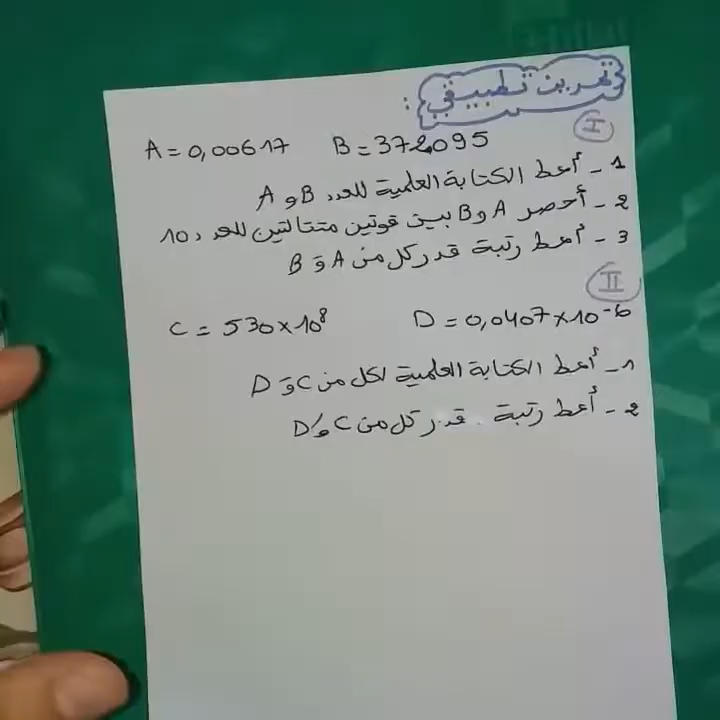 تمرين تطبيقي :
I
A = 0,00617 B = 372095
1 - أعط الكتابة العلمية للعدد B و A
2 - أحصر A و B بين قوتين متتاليتين للعدد 10
3 - أعط رتبة قدر كل من A و B
II
C = 530×10⁸ D = 0,0407×10⁻⁶
1 - أعط الكتابة العلمية لكل من C و D
2 - أعط رتبة قدر كل من C و D